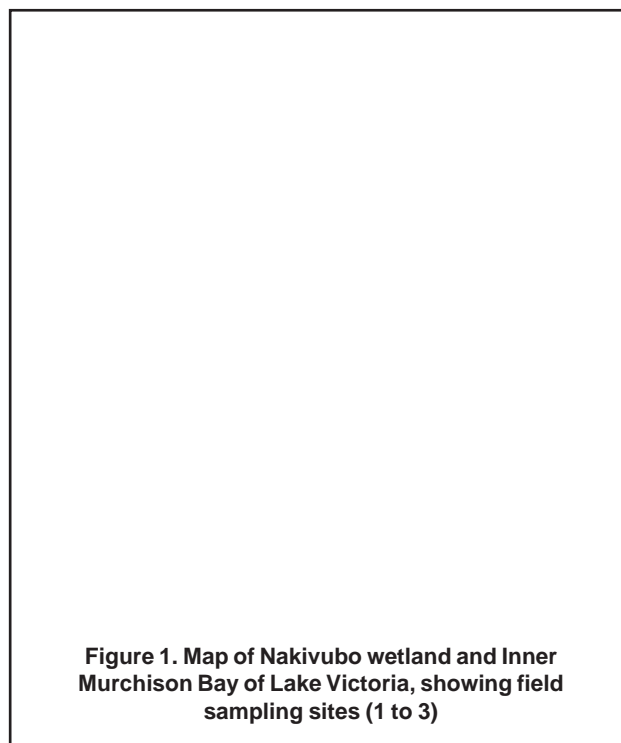 Figure 1. Map of Nakivubo wetland and Inner
Murchison Bay of Lake Victoria, showing field
sampling sites (1 to 3)